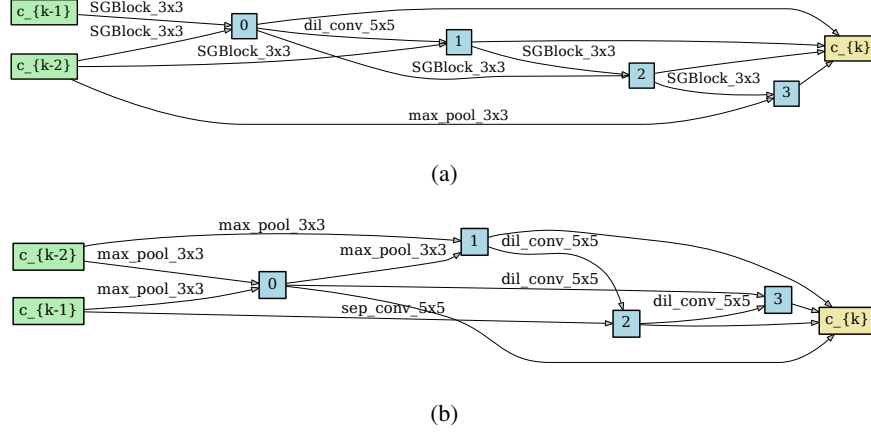 c_{k-1}
SGBlock_3x3
SGBlock_3x3
0
dil_conv_5x5
1
c_{k-2}
SGBlock_3x3
SGBlock_3x3
SGBlock_3x3
2
SGBlock_3x3
3
c_{k}
max_pool_3x3
(a)
c_{k-2}
max_pool_3x3
max_pool_3x3
max_pool_3x3
1
dil_conv_5x5
0
dil_conv_5x5
c_{k-1}
max_pool_3x3
sep_conv_5x5
2
dil_conv_5x5
3
c_{k}
(b)